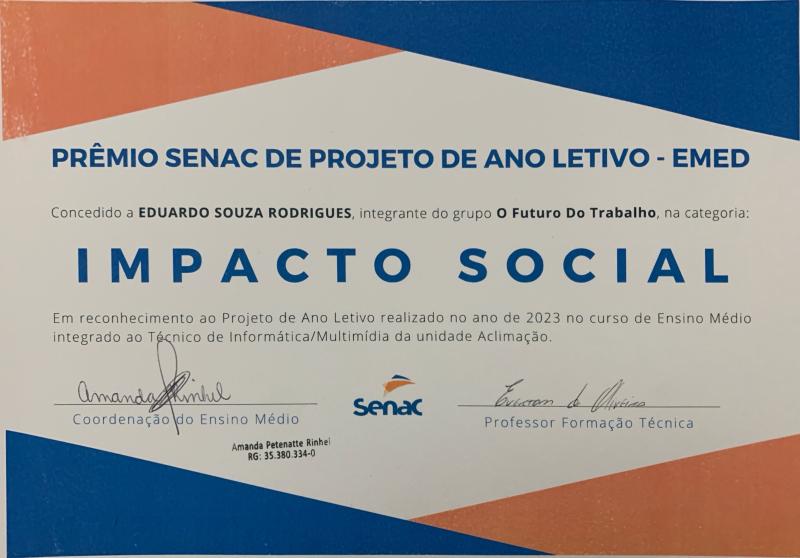 PRÊMIO SENAC DE PROJETO DE ANO LETIVO - EMED
Concedido a EDUARDO SOUZA RODRIGUES, integrante do grupo O Futuro Do Trabalho, na categoria:
IMPACTO SOCIAL
Em reconhecimento ao Projeto de Ano Letivo realizado no ano de 2023 no curso de Ensino Médio
integrado ao Técnico de Informática/Multimídia da unidade Aclimação.
Amanda Rinhel
Coordenação do Ensino Médio
Amanda Petenatte Rinhel
RG: 35.380.334-0
senac
de Oliveira
Professor Formação Técnica